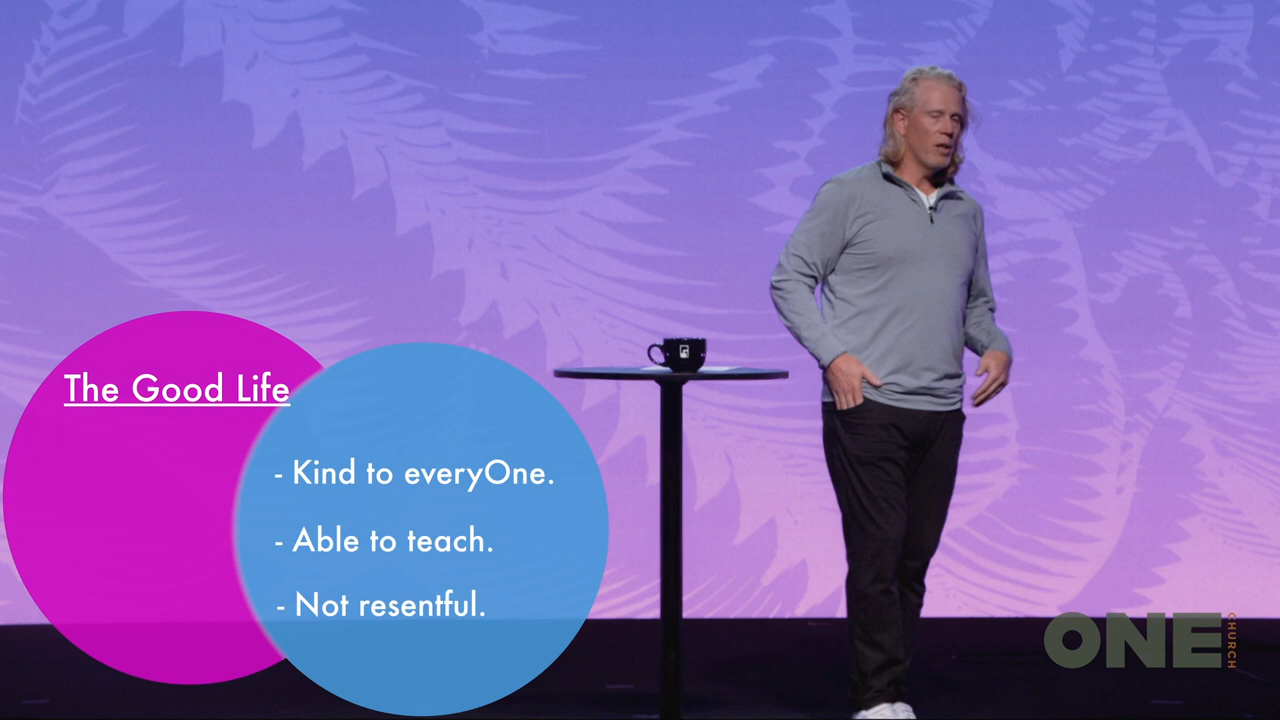 The Good Life
- Kind to everyOne.
- Able to teach.
- Not resentful.
ONE
CHURCH